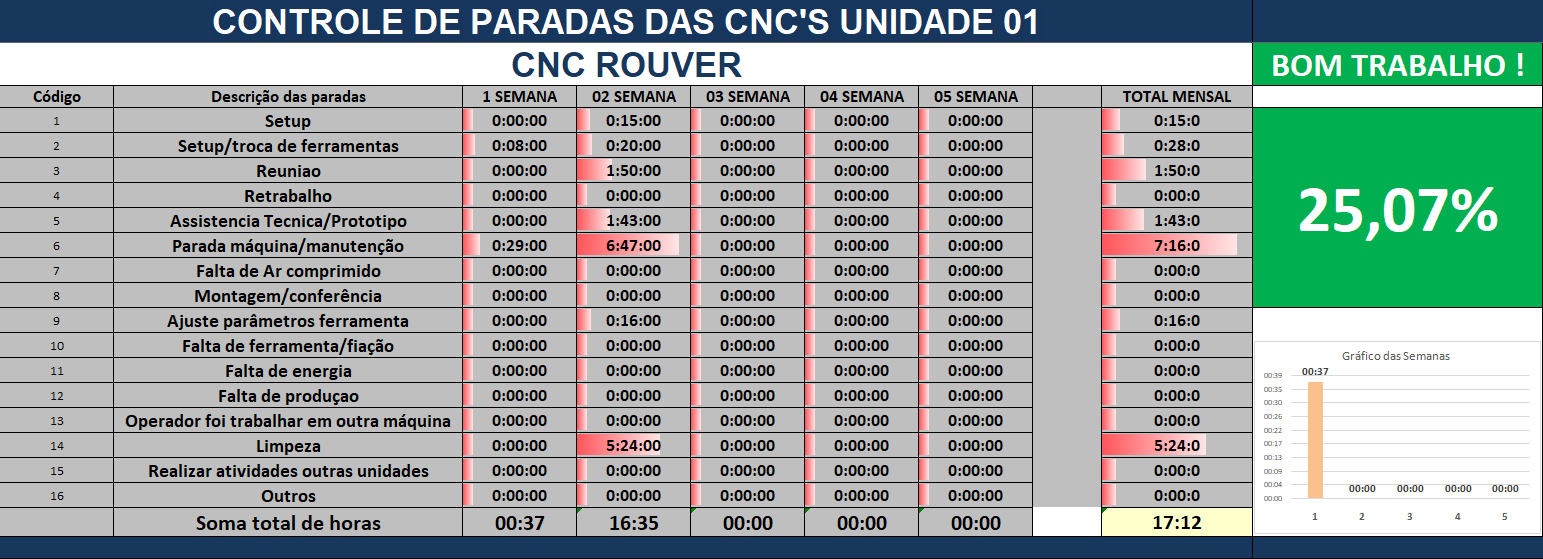 CONTROLE DE PARADAS DAS CNC'S UNIDADE 01
CNC ROUVER BOM TRABALHO !
Código Descrição das paradas 1 SEMANA 02 SEMANA 03 SEMANA 04 SEMANA 05 SEMANA TOTAL MENSAL
1 Setup 0:00:00 0:15:00 0:00:00 0:00:00 0:00:00 0:15:0
2 Setup/troca de ferramentas 0:08:00 0:20:00 0:00:00 0:00:00 0:00:00 0:28:0
3 Reuniao 0:00:00 1:50:00 0:00:00 0:00:00 0:00:00 1:50:0
4 Retrabalho 0:00:00 0:00:00 0:00:00 0:00:00 0:00:00 0:00:0
5 Assistencia Tecnica/Prototipo 0:00:00 1:43:00 0:00:00 0:00:00 0:00:00 1:43:0
6 Parada máquina/manutenção 0:29:00 6:47:00 0:00:00 0:00:00 0:00:00 7:16:0
7 Falta de Ar comprimido 0:00:00 0:00:00 0:00:00 0:00:00 0:00:00 0:00:0
8 Montagem/conferência 0:00:00 0:00:00 0:00:00 0:00:00 0:00:00 0:00:0
9 Ajuste parâmetros ferramenta 0:00:00 0:16:00 0:00:00 0:00:00 0:00:00 0:16:0
10 Falta de ferramenta/fiação 0:00:00 0:00:00 0:00:00 0:00:00 0:00:00 0:00:0
11 Falta de energia 0:00:00 0:00:00 0:00:00 0:00:00 0:00:00 0:00:0
12 Falta de produçao 0:00:00 0:00:00 0:00:00 0:00:00 0:00:00 0:00:0
13 Operador foi trabalhar em outra máquina 0:00:00 0:00:00 0:00:00 0:00:00 0:00:00 0:00:0
14 Limpeza 0:00:00 5:24:00 0:00:00 0:00:00 0:00:00 5:24:0
15 Realizar atividades outras unidades 0:00:00 0:00:00 0:00:00 0:00:00 0:00:00 0:00:0
16 Outros 0:00:00 0:00:00 0:00:00 0:00:00 0:00:00 0:00:0
Soma total de horas 00:37 16:35 00:00 00:00 00:00 17:12
25,07%
Gráfico das Semanas
00:39
00:35
00:30
00:26
00:22
00:17
00:13
00:09
00:04
00:00
00:37 00:00 00:00 00:00 00:00
1 2 3 4 5